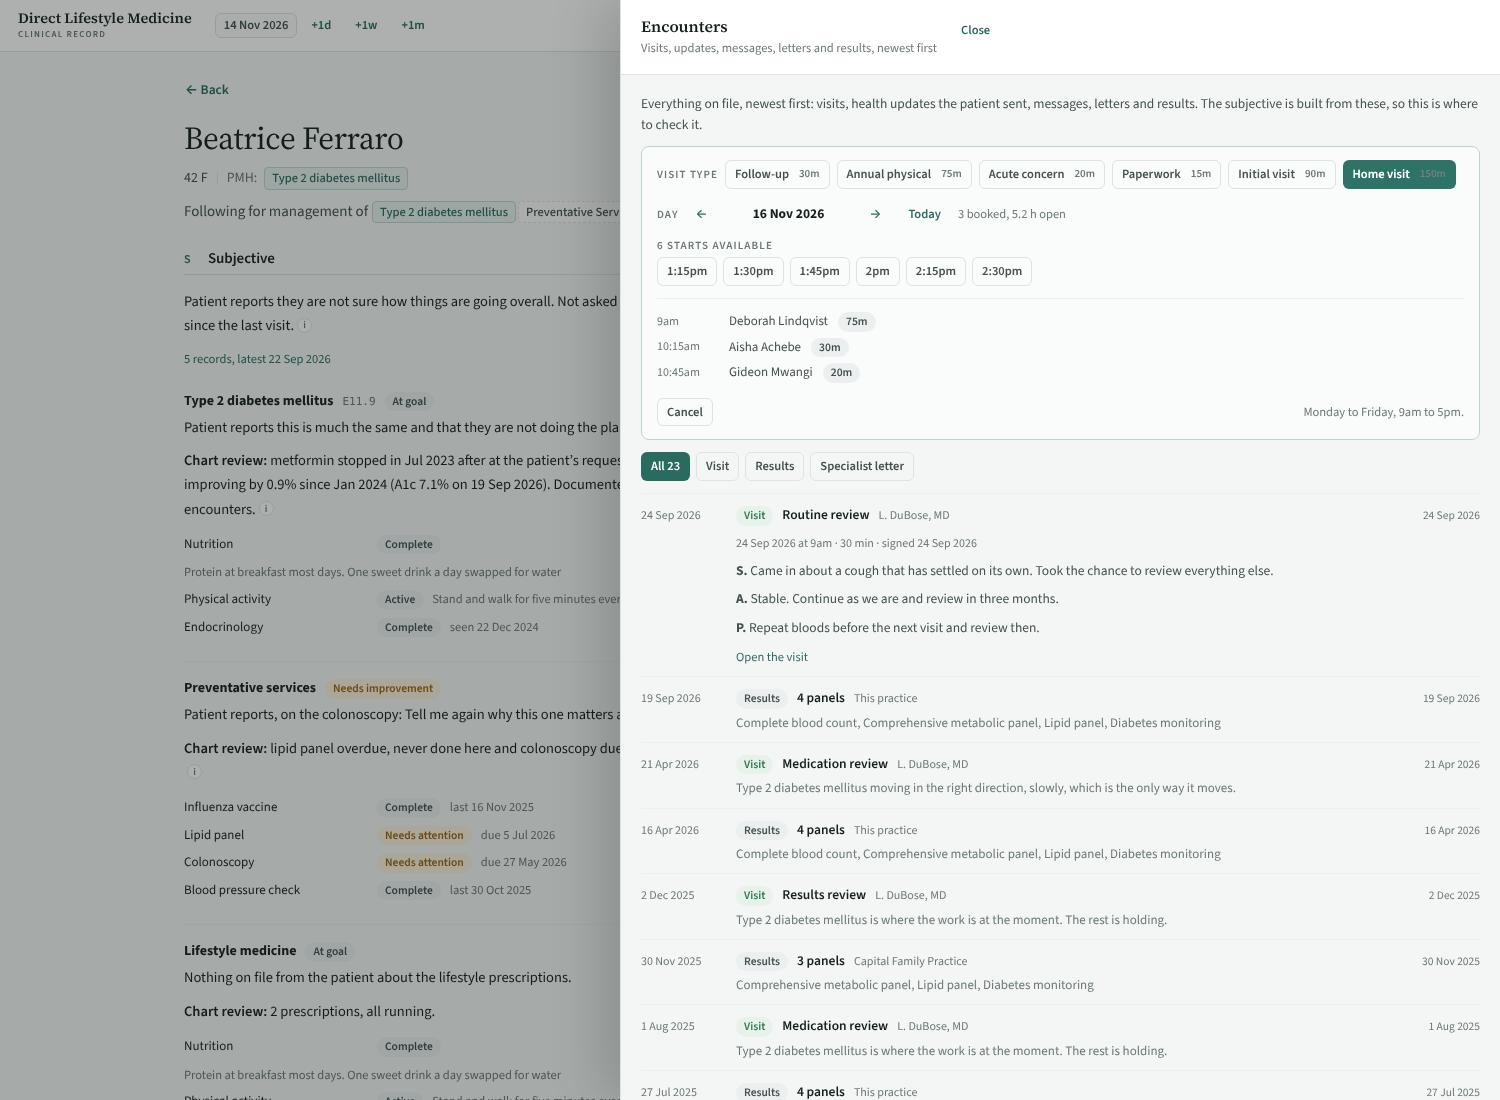 Direct Lifestyle Medicine
CLINICAL RECORD
14 Nov 2026 +1d +1w +1m
← Back
Beatrice Ferraro
42 F PMH: Type 2 diabetes mellitus
Following for management of Type 2 diabetes mellitus Preventative Serv
S Subjective
Patient reports they are not sure how things are going overall. Not asked
since the last visit. i
5 records, latest 22 Sep 2026
Type 2 diabetes mellitus E11.9 At goal
Patient reports this is much the same and that they are not doing the pla
Chart review: metformin stopped in Jul 2023 after at the patient’s reques
improving by 0.9% since Jan 2024 (A1c 7.1% on 19 Sep 2026). Documente
encounters. i
Nutrition Complete
Protein at breakfast most days. One sweet drink a day swapped for water
Physical activity Active Stand and walk for five minutes ever
Endocrinology Complete seen 22 Dec 2024
Preventative services Needs improvement
Patient reports, on the colonoscopy: Tell me again why this one matters a
Chart review: lipid panel overdue, never done here and colonoscopy due
i
Influenza vaccine Complete last 16 Nov 2025
Lipid panel Needs attention due 5 Jul 2026
Colonoscopy Needs attention due 27 May 2026
Blood pressure check Complete last 30 Oct 2025
Lifestyle medicine At goal
Nothing on file from the patient about the lifestyle prescriptions.
Chart review: 2 prescriptions, all running.
Nutrition Complete
Protein at breakfast most days. One sweet drink a day swapped for water
Physical activity Active Stand and walk for five minutes ever
Encounters
Close
Visits, updates, messages, letters and results, newest first
Everything on file, newest first: visits, health updates the patient sent, messages, letters and results. The subjective is built from these, so this is where
to check it.
VISIT TYPE Follow-up 30m Annual physical 75m Acute concern 20m Paperwork 15m Initial visit 90m Home visit 150m
DAY ← 16 Nov 2026 → Today 3 booked, 5.2 h open
6 STARTS AVAILABLE
1:15pm 1:30pm 1:45pm 2pm 2:15pm 2:30pm
9am Deborah Lindqvist 75m
10:15am Aisha Achebe 30m
10:45am Gideon Mwangi 20m
Cancel Monday to Friday, 9am to 5pm.
All 23 Visit Results Specialist letter
24 Sep 2026 Visit Routine review L. DuBose, MD 24 Sep 2026
24 Sep 2026 at 9am · 30 min · signed 24 Sep 2026
S. Came in about a cough that has settled on its own. Took the chance to review everything else.
A. Stable. Continue as we are and review in three months.
P. Repeat bloods before the next visit and review then.
Open the visit
19 Sep 2026 Results 4 panels This practice 19 Sep 2026
Complete blood count, Comprehensive metabolic panel, Lipid panel, Diabetes monitoring
21 Apr 2026 Visit Medication review L. DuBose, MD 21 Apr 2026
Type 2 diabetes mellitus moving in the right direction, slowly, which is the only way it moves.
16 Apr 2026 Results 4 panels This practice 16 Apr 2026
Complete blood count, Comprehensive metabolic panel, Lipid panel, Diabetes monitoring
2 Dec 2025 Visit Results review L. DuBose, MD 2 Dec 2025
Type 2 diabetes mellitus is where the work is at the moment. The rest is holding.
30 Nov 2025 Results 3 panels Capital Family Practice 30 Nov 2025
Comprehensive metabolic panel, Lipid panel, Diabetes monitoring
1 Aug 2025 Visit Medication review L. DuBose, MD 1 Aug 2025
Type 2 diabetes mellitus is where the work is at the moment. The rest is holding.
27 Jul 2025 Results 4 panels This practice 27 Jul 2025